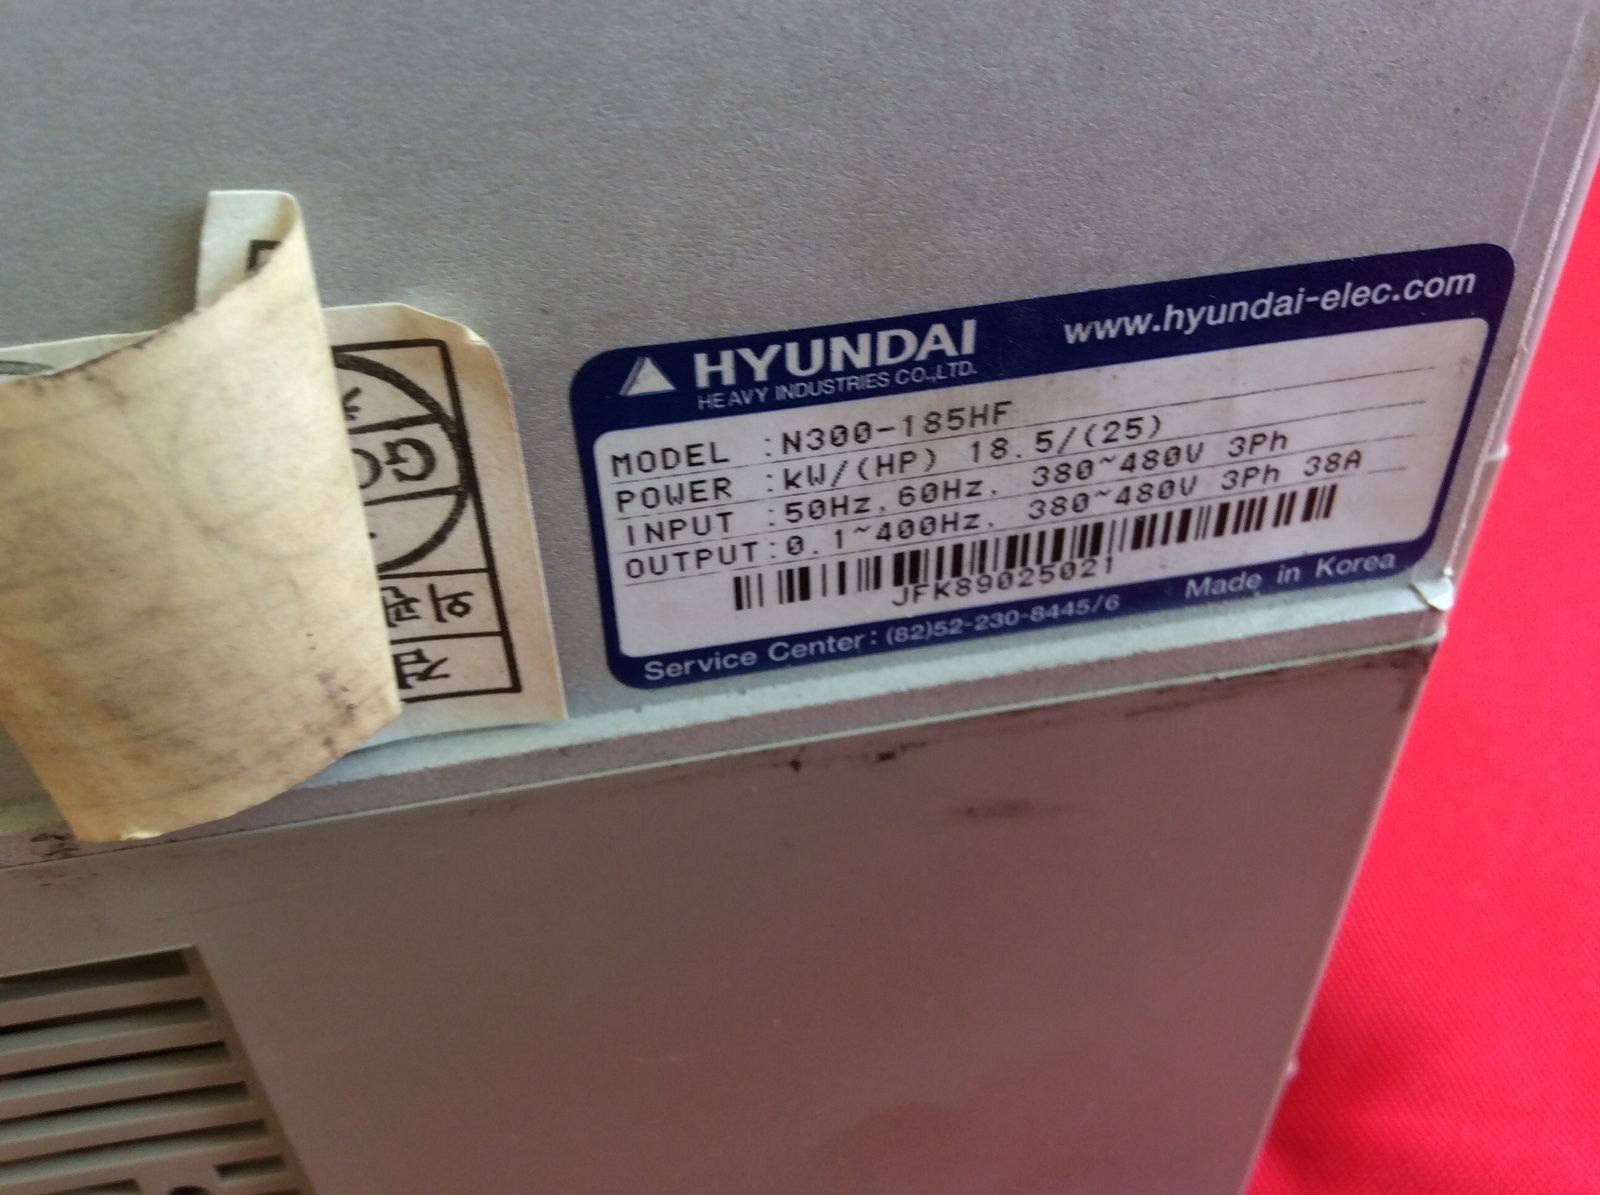 HYUNDAI
HEAVY INDUSTRIES CO.,LTD.
www.hyundai-elec.com
MODEL :N300-185HF
POWER :kW/(HP) 18.5/(25)
INPUT :50Hz,60Hz, 380~480V 3Ph
OUTPUT:0.1~400Hz, 380~480V 3Ph 38A
JFK89025021
Service Center: (82)52-230-8445/6
Made in Korea